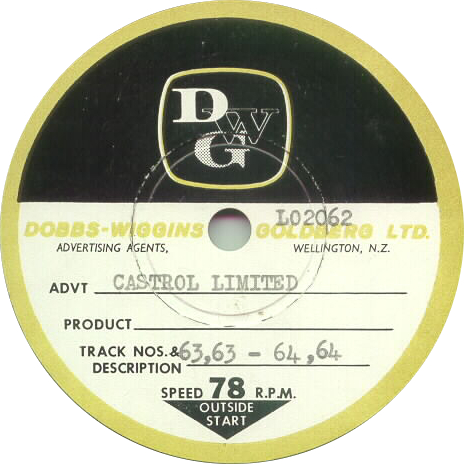 DWG
L02062
DOBBS-WIGGINS GOLDBERG LTD.
ADVERTISING AGENTS, WELLINGTON, N.Z.
ADVT CASTROL LIMITED
PRODUCT
TRACK NOS.& 63,63 - 64,64
DESCRIPTION
SPEED 78 R.P.M.
OUTSIDE
START